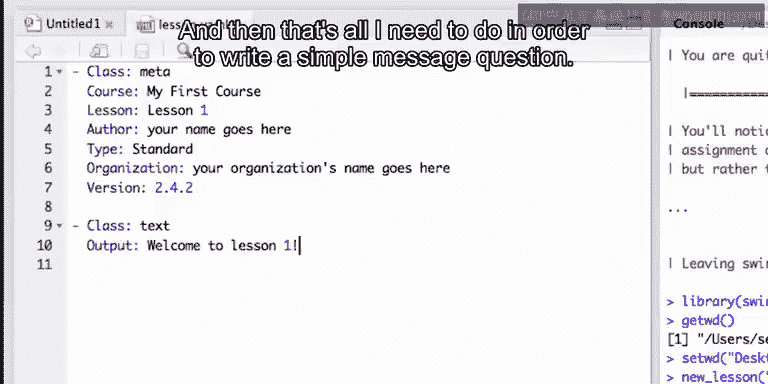 Untitled1
Console
And then that's all I need to do in order
to write a simple message question.
1 - Class: meta
2 Course: My First Course
3 Lesson: Lesson 1
4 Author: your name goes here
5 Type: Standard
6 Organization: your organization's name goes here
7 Version: 2.4.2
8
9 - Class: text
10 Output: Welcome to lesson 1!
11
| You are quit
|==========
| You'll notic
| assignment o
| but rather t
...
| Leaving swir
> library(swir
> getwd()
[1] "/Users/se
> setwd("Deskt
> new_lesson("